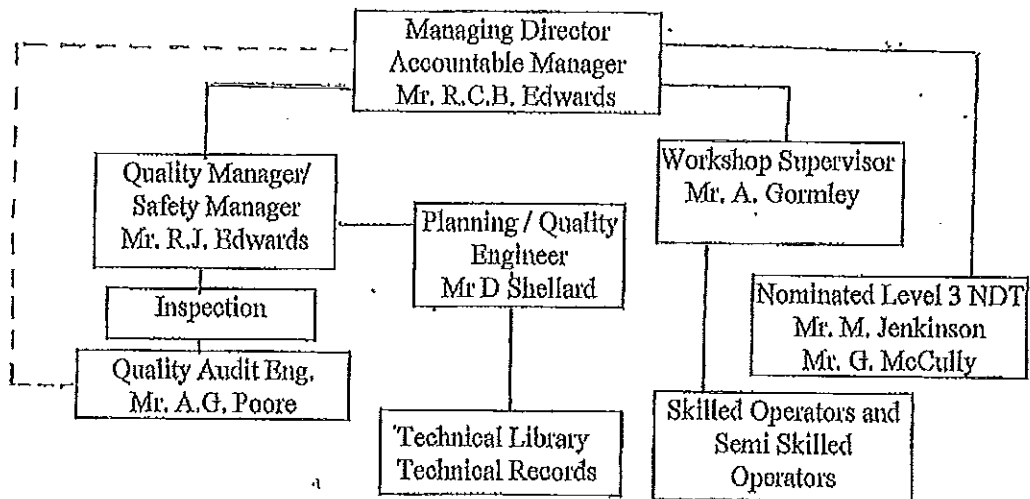 Managing Director
Accountable Manager
Mr. R.C.B. Edwards
Quality Manager/
Safety Manager
Mr. R.J. Edwards
Workshop Supervisor
Mr. A. Gormley
Planning / Quality
Engineer
Mr D Shellard
Inspection
Nominated Level 3 NDT
Mr. M. Jenkinson
Mr. G. McCully
Quality Audit Eng.
Mr. A.G. Poore
Technical Library
Technical Records
Skilled Operators and
Semi Skilled
Operators